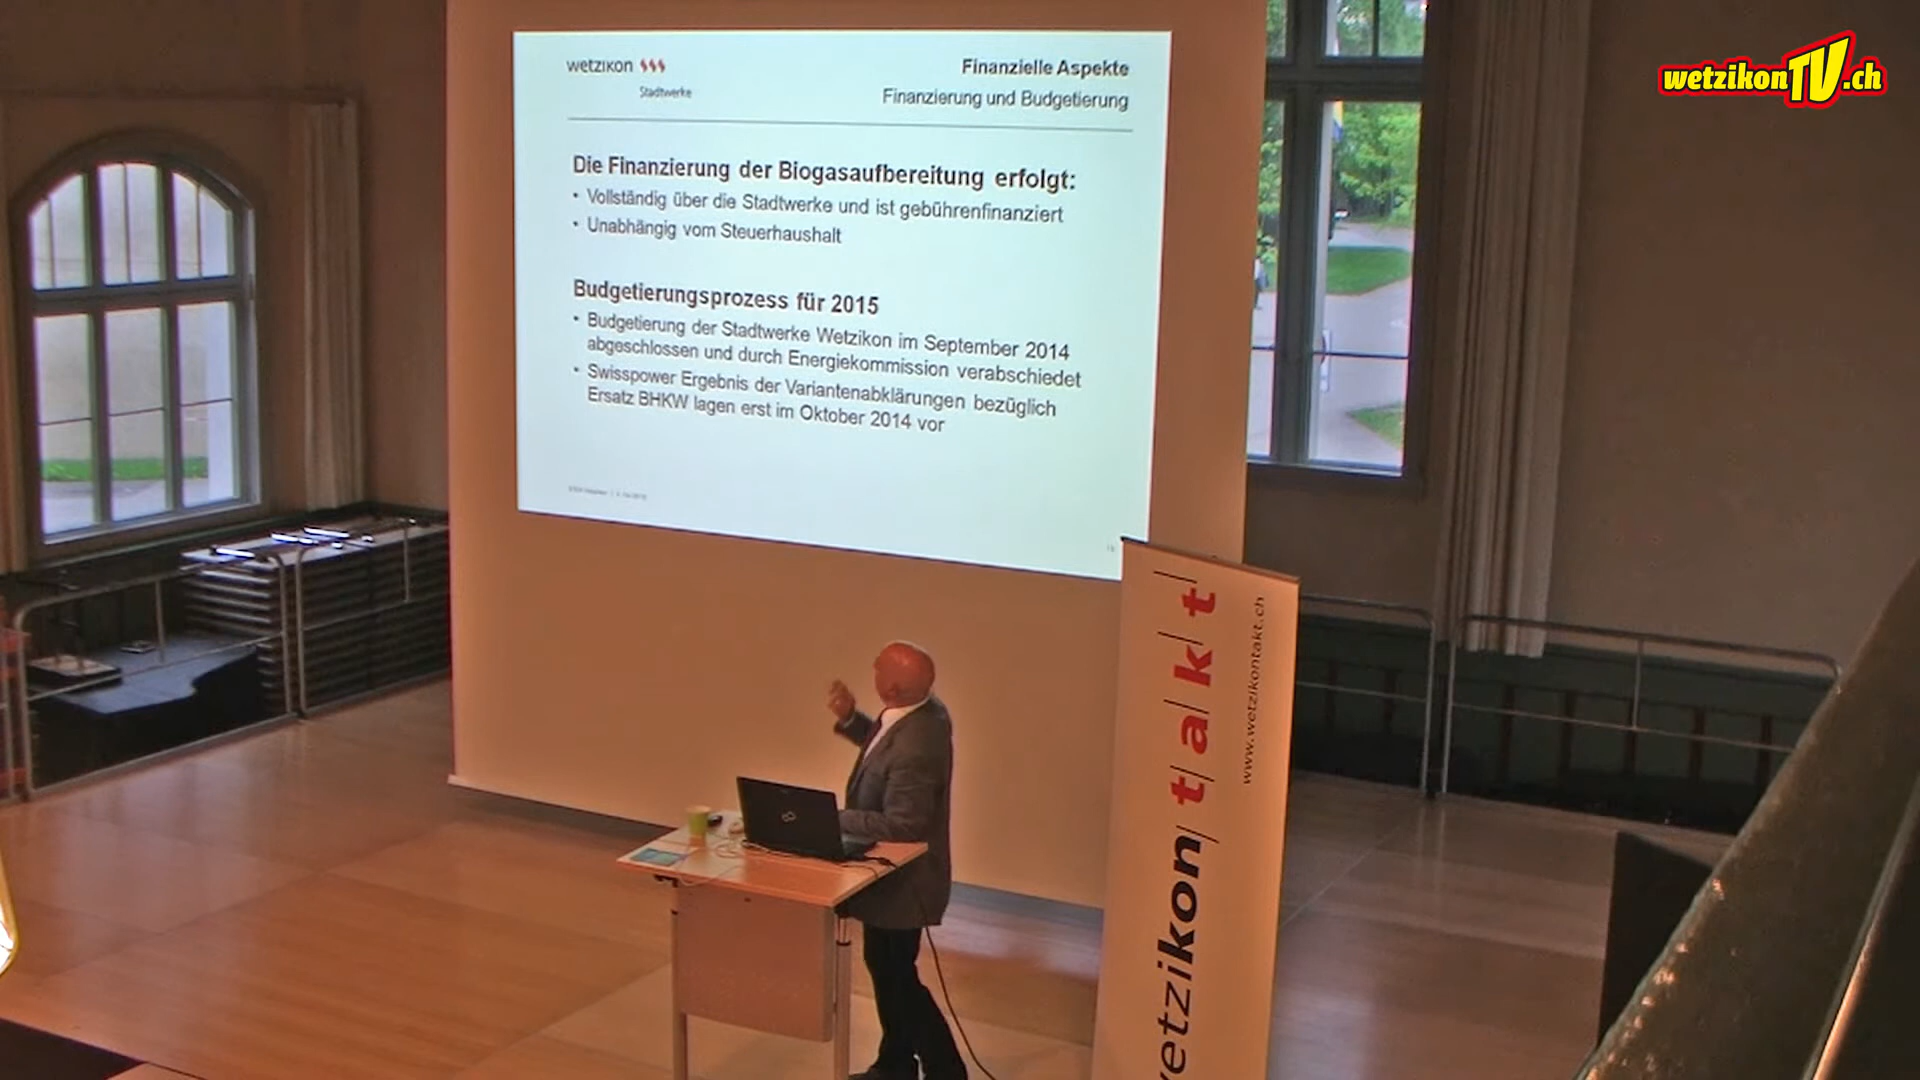 wetzikon
Stadtwerke
Finanzielle Aspekte
Finanzierung und Budgetierung
Die Finanzierung der Biogasaufbereitung erfolgt:
• Vollständig über die Stadtwerke und ist gebührenfinanziert
• Unabhängig vom Steuerhaushalt
Budgetierungsprozess für 2015
• Budgetierung der Stadtwerke Wetzikon im September 2014
abgeschlossen und durch Energiekommission verabschiedet
• Swisspower Ergebnis der Variantenabklärungen bezüglich
Ersatz BHKW lagen erst im Oktober 2014 vor
wetzikonTV.ch
wetzikon|t|a|k|t|
www.wetzikontakt.ch